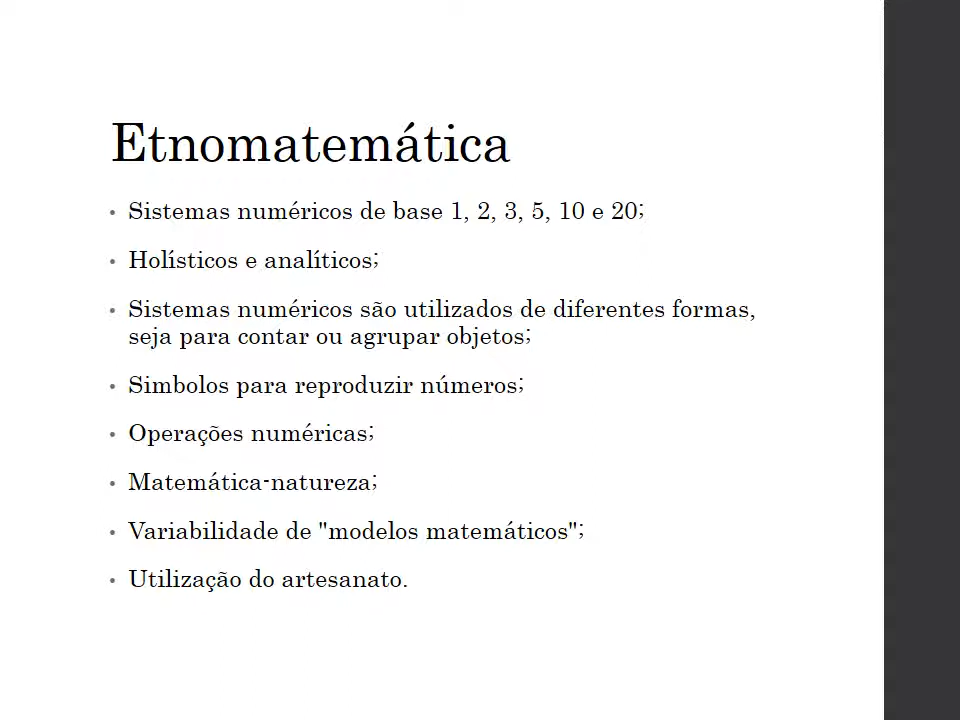 Etnomatemática
• Sistemas numéricos de base 1, 2, 3, 5, 10 e 20;
• Holísticos e analíticos;
• Sistemas numéricos são utilizados de diferentes formas,
seja para contar ou agrupar objetos;
• Simbolos para reproduzir números;
• Operações numéricas;
• Matemática-natureza;
• Variabilidade de "modelos matemáticos";
• Utilização do artesanato.